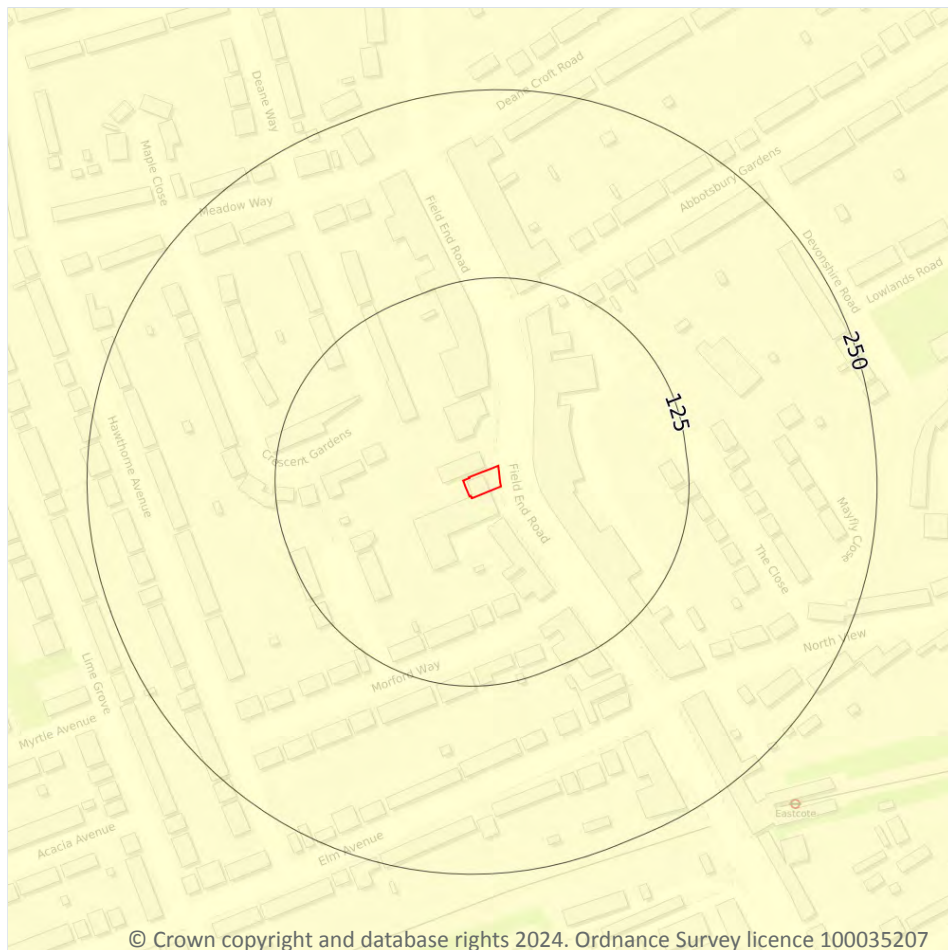 Deane Croft Road
Deane Way
Maple Close
Abbotsbury Gardens
Meadow Way
Field End Road
Devonshire Road
Lowlands Road
250
125
Hawthorne Avenue
Crescent Gardens
Field End Road
Mayfly Close
The Close
North View
Lime Grove
Morford Way
Myrtle Avenue
Eastcote
Acacia Avenue
Elm Avenue
© Crown copyright and database rights 2024. Ordnance Survey licence 100035207